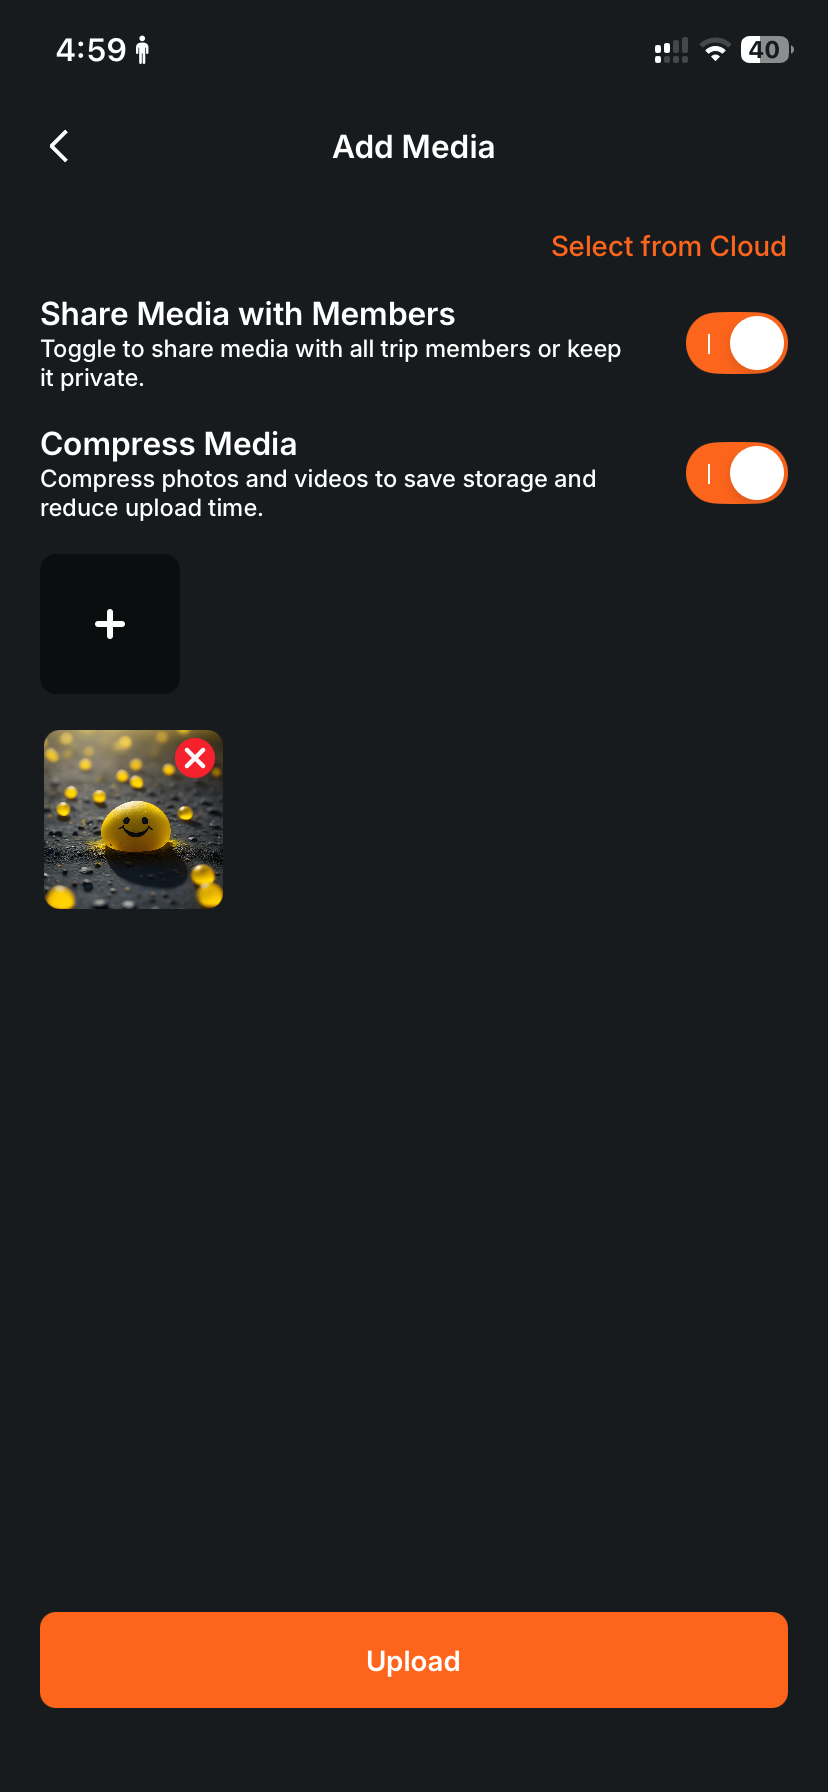 4:59
40
Add Media
Select from Cloud
Share Media with Members
Toggle to share media with all trip members or keep
it private.
Compress Media
Compress photos and videos to save storage and
reduce upload time.
Upload